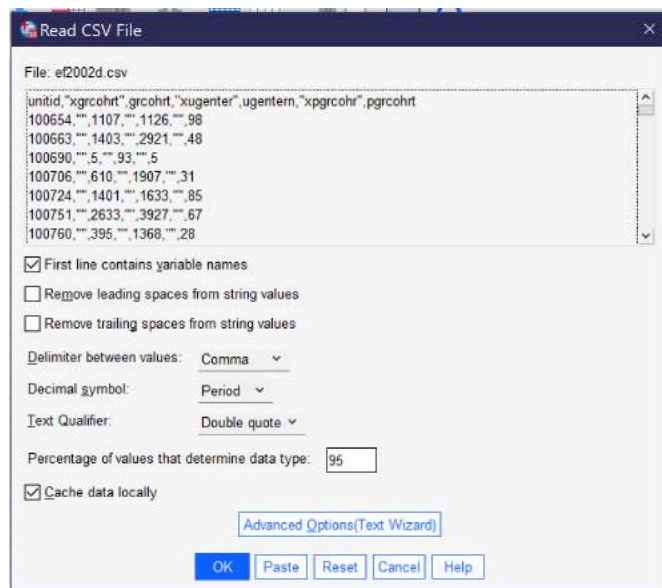 Read CSV File
File: ef2002d.csv
unitid,"xgrcohrt",grcohrt,"xugenter",ugentern,"xpgrcohr",pgrcohrt
100654,"",1107,"",1126,"",98
100663,"",1403,"",2921,"",48
100690,"",5,"",93,"",5
100706,"",610,"",1907,"",31
100724,"",1401,"",1633,"",85
100751,"",2633,"",3927,"",67
100760,"",395,"",1368,"",28
First line contains variable names
Remove leading spaces from string values
Remove trailing spaces from string values
Delimiter between values: Comma
Decimal symbol: Period
Text Qualifier: Double quote
Percentage of values that determine data type: 95
Cache data locally
Advanced Options(Text Wizard)
OK Paste Reset Cancel Help